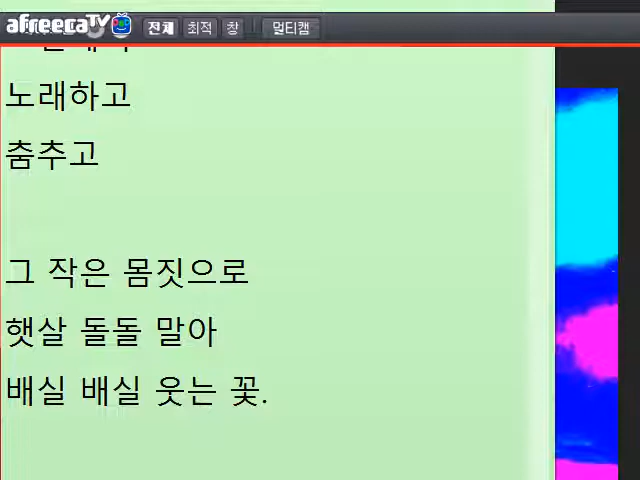 afreecaTV
전체 최적 창 멀티캠
노래하고
춤추고
그 작은 몸짓으로
햇살 돌돌 말아
배실 배실 웃는 꽃.